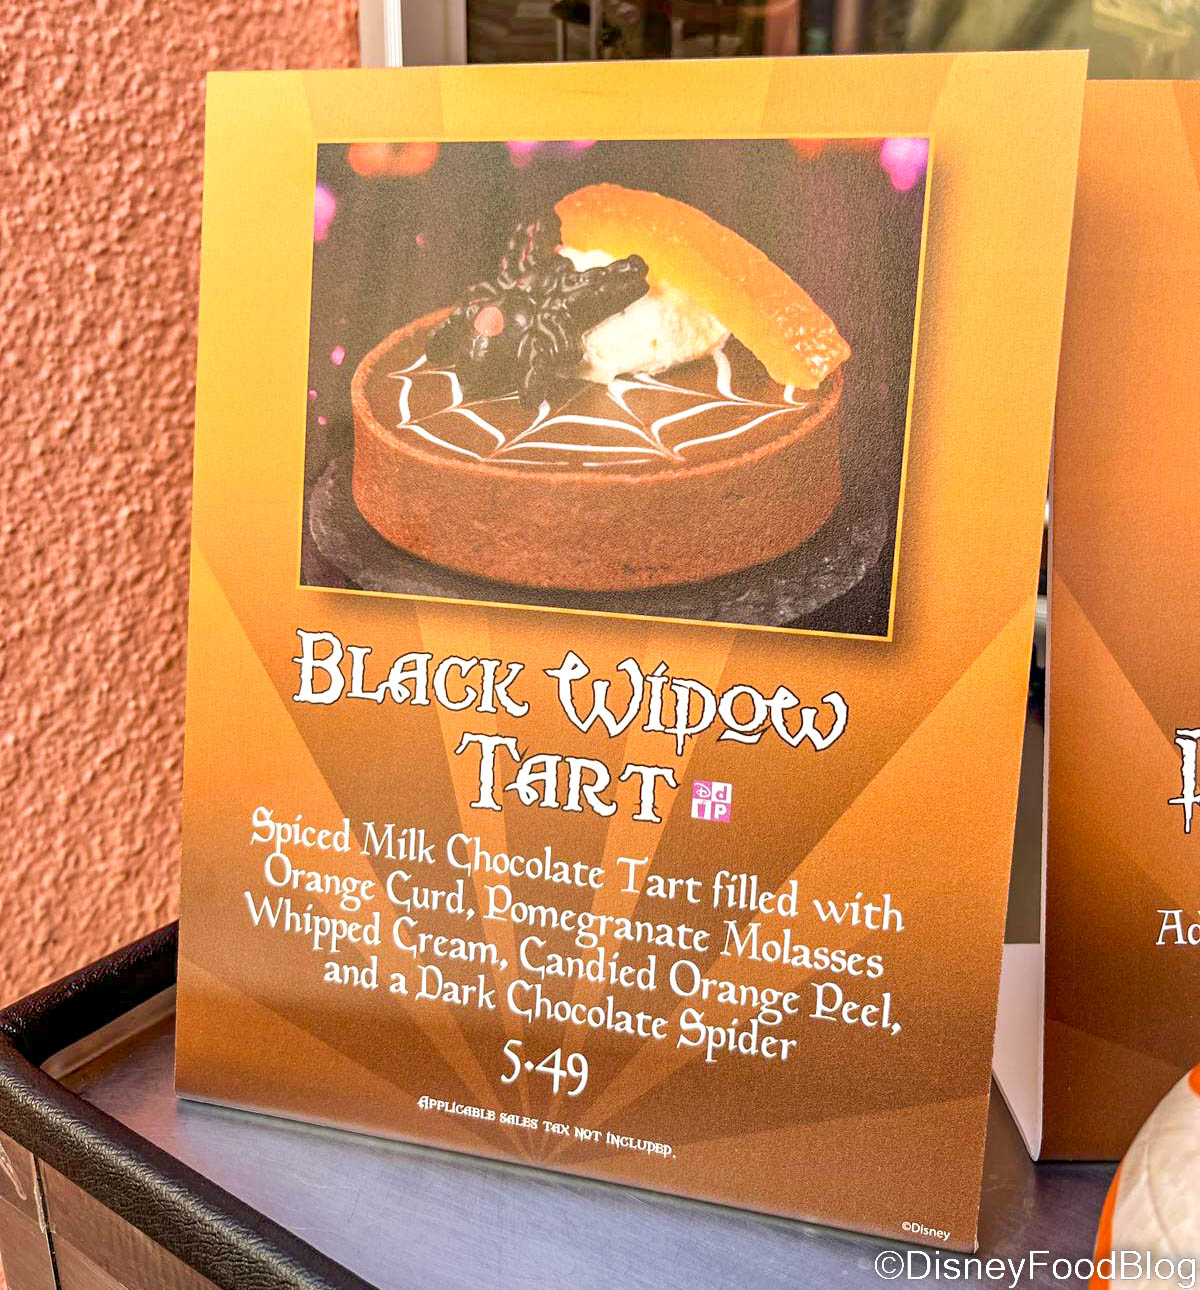 Black Widow
Tart
D d
P
Spiced Milk Chocolate Tart filled with
Orange Curd, Pomegranate Molasses
Whipped Cream, Candied Orange Peel,
and a Dark Chocolate Spider
5.49
Applicable sales tax not included.
©Disney
©DisneyFoodBlog